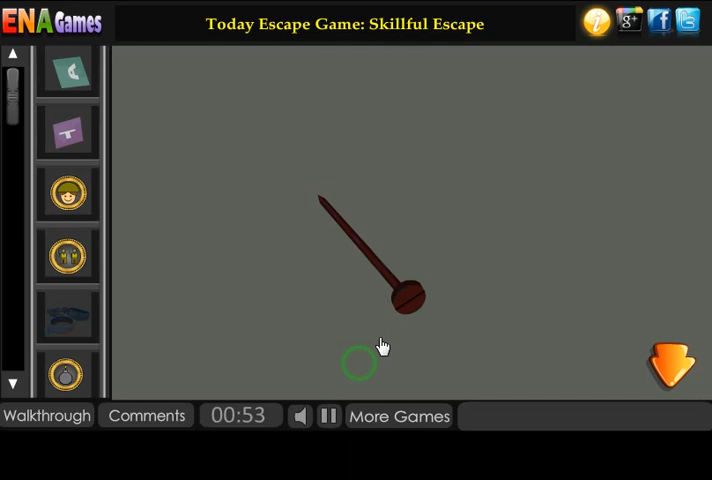 ENA Games
Today Escape Game: Skillful Escape
i
g+
f
Walkthrough
Comments
00:53
More Games